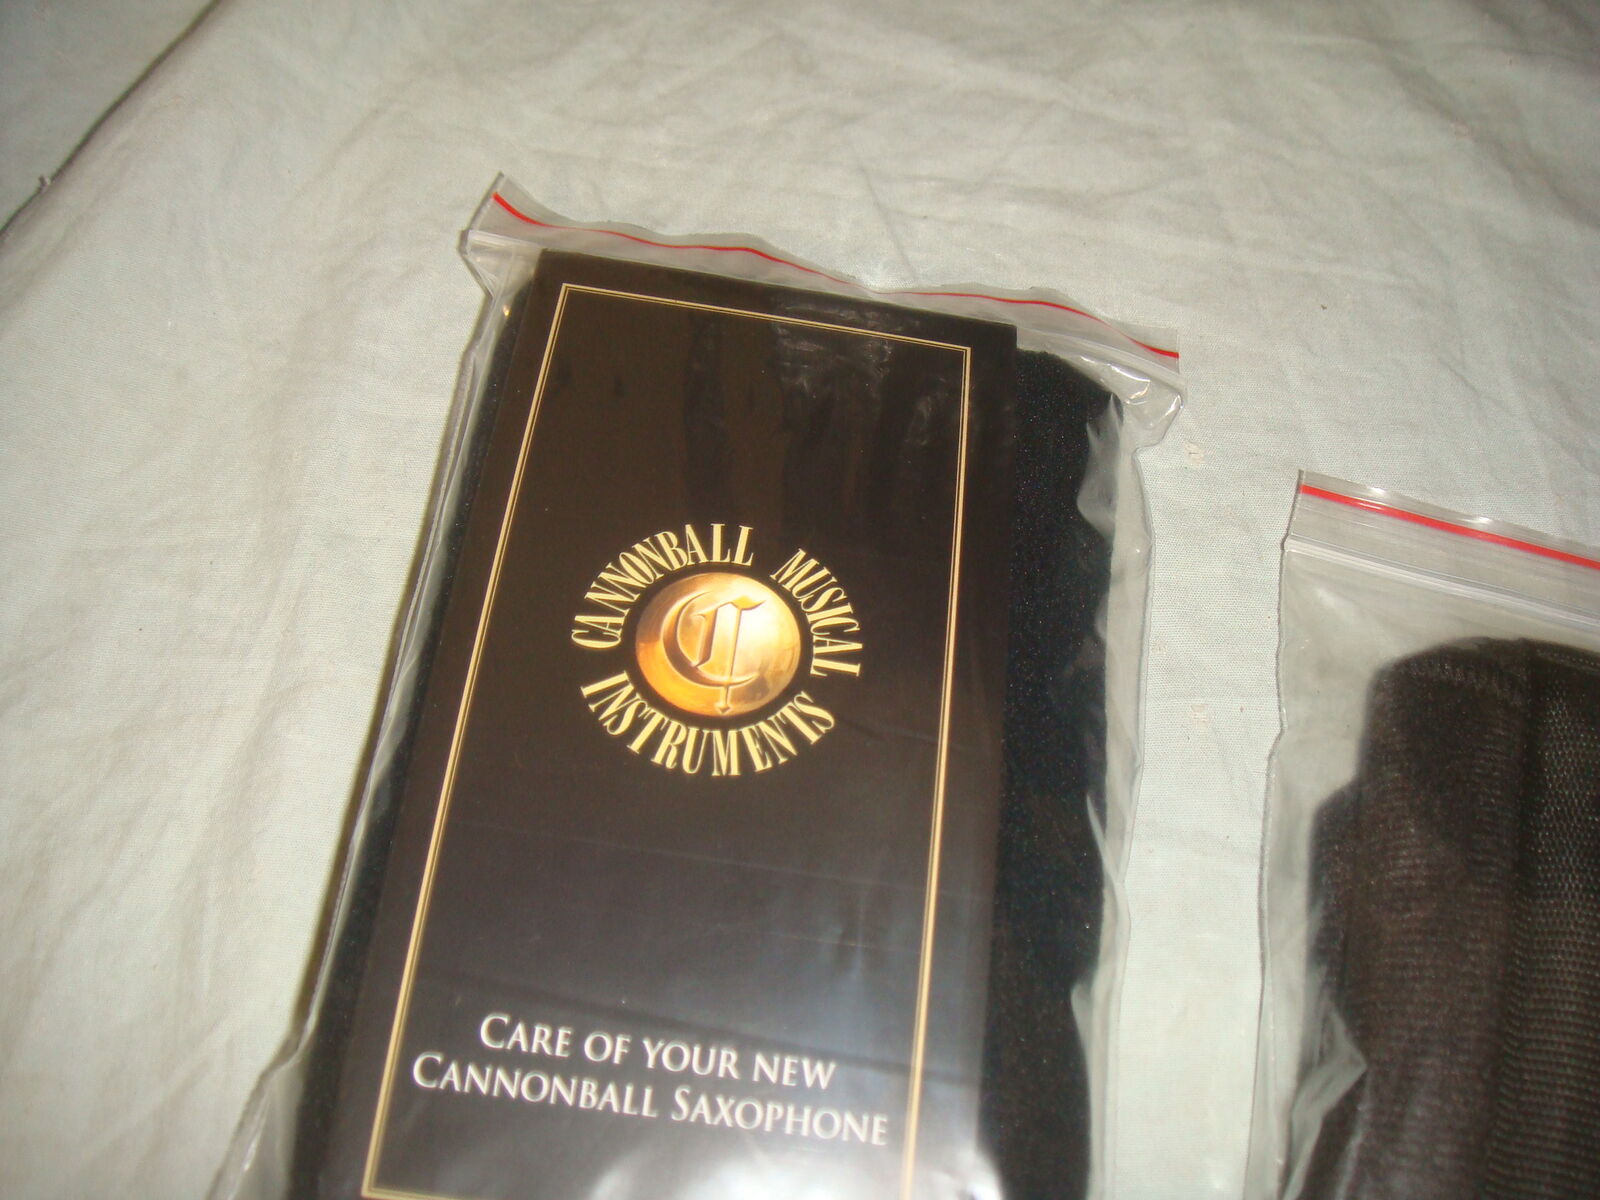 CANNONBALL MUSICAL
INSTRUMENTS
C
CARE OF YOUR NEW
CANNONBALL SAXOPHONE